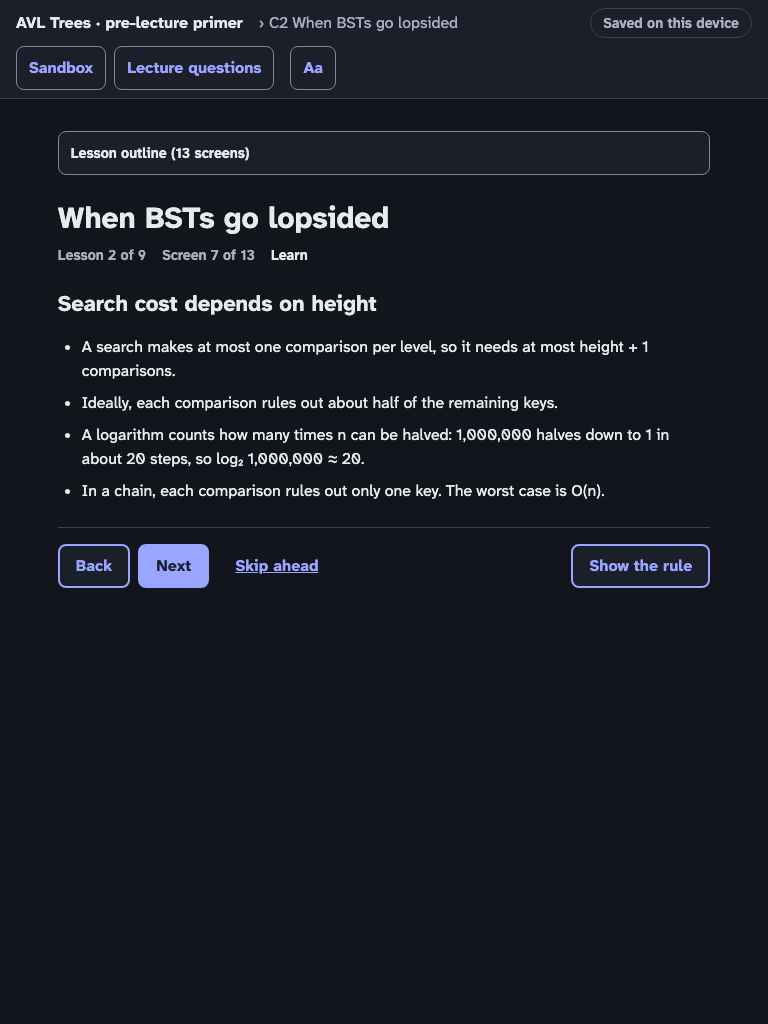 AVL Trees · pre-lecture primer › C2 When BSTs go lopsided Saved on this device
Sandbox Lecture questions Aa
Lesson outline (13 screens)
When BSTs go lopsided
Lesson 2 of 9 Screen 7 of 13 Learn
Search cost depends on height
• A search makes at most one comparison per level, so it needs at most height + 1
comparisons.
• Ideally, each comparison rules out about half of the remaining keys.
• A logarithm counts how many times n can be halved: 1,000,000 halves down to 1 in
about 20 steps, so log₂ 1,000,000 ≈ 20.
• In a chain, each comparison rules out only one key. The worst case is O(n).
Back Next Skip ahead Show the rule